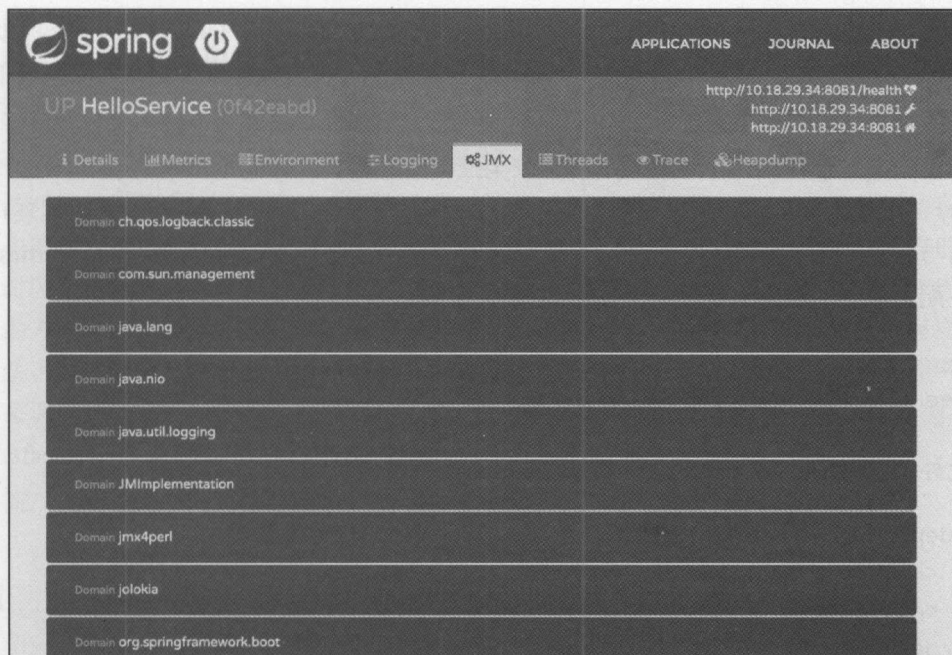 spring
APPLICATIONS JOURNAL ABOUT
UP HelloService (0f42eabd)
http://10.18.29.34:8081/health
http://10.18.29.34:8081
http://10.18.29.34:8081
Details Metrics Environment Logging JMX Threads Trace Heapdump
Domain ch.qos.logback.classic
Domain com.sun.management
Domain java.lang
Domain java.nio
Domain java.util.logging
Domain JMImplementation
Domain jmx4perl
Domain jolokia
Domain org.springframework.boot